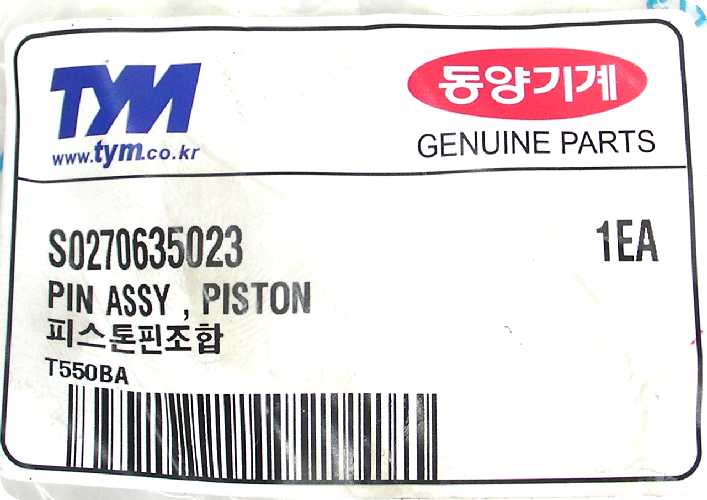 TYM
www.tym.co.kr
동양기계
GENUINE PARTS
S0270635023 1EA
PIN ASSY , PISTON
피스톤핀조합
T550BA